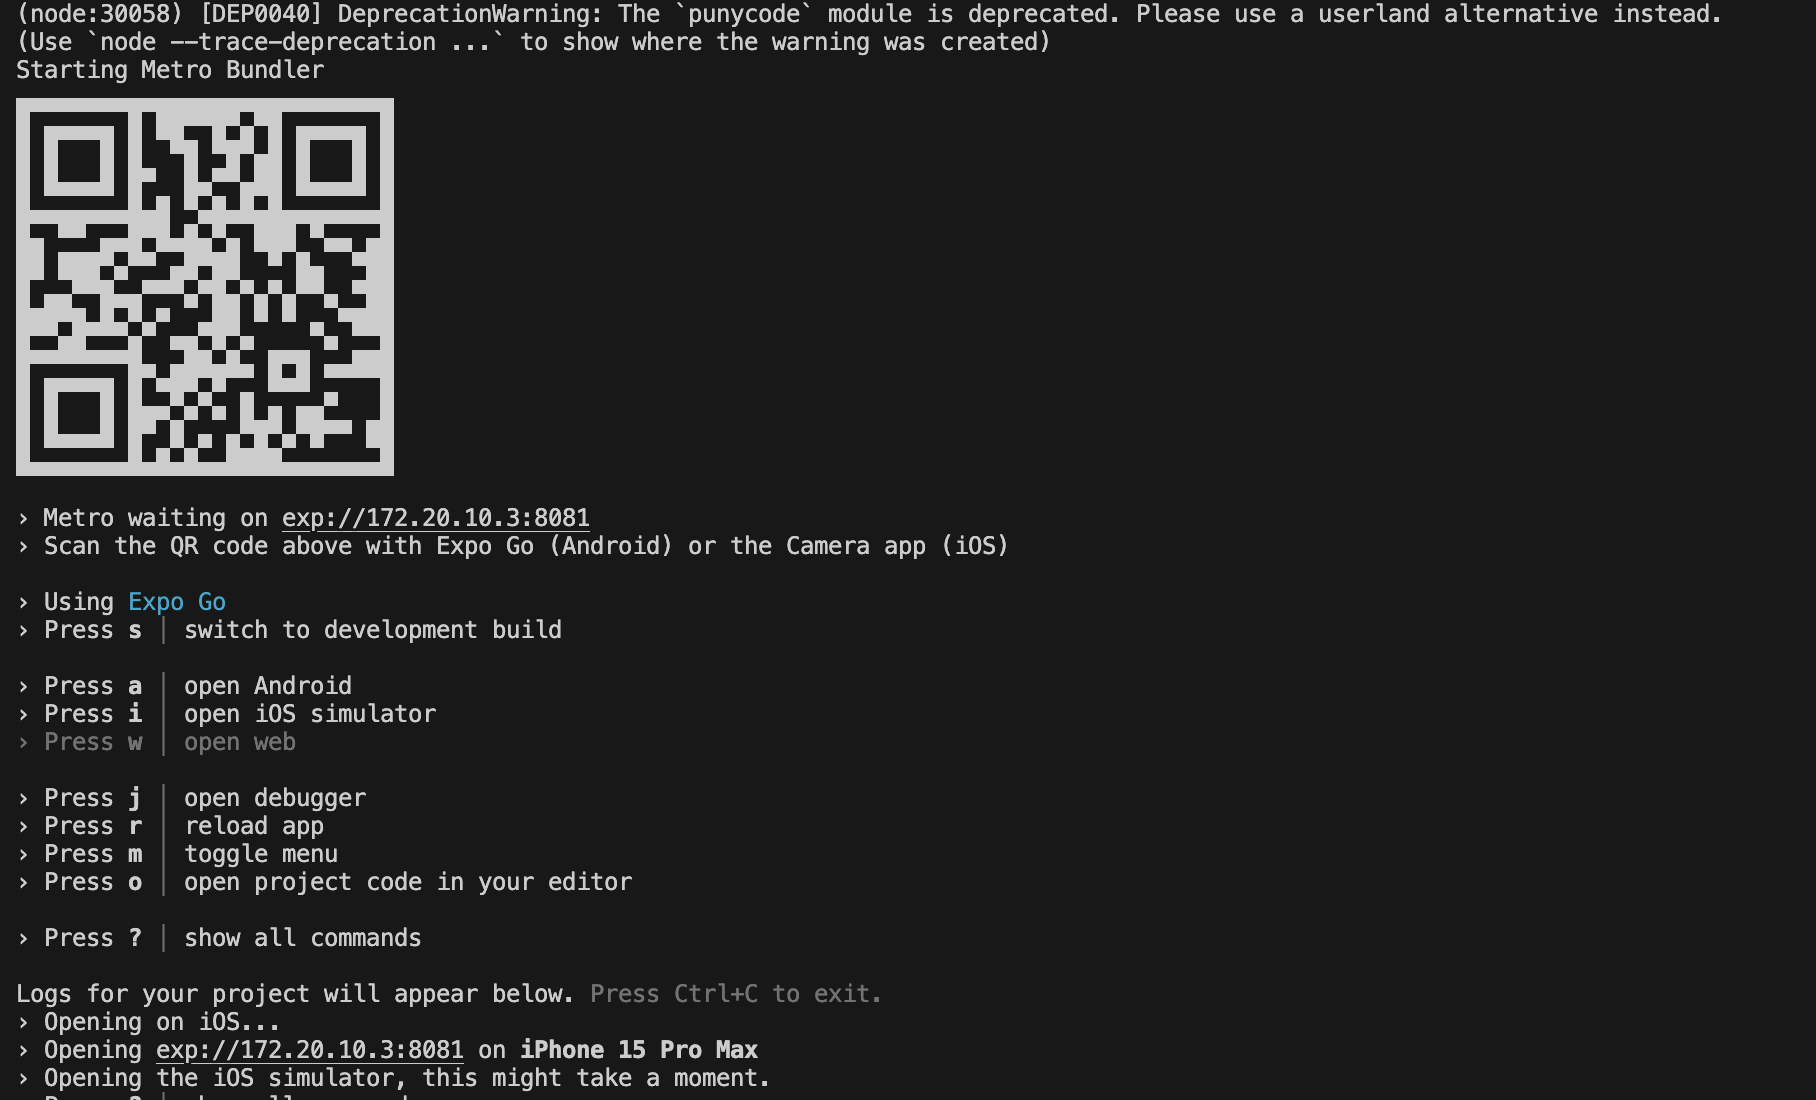 (node:30058) [DEP0040] DeprecationWarning: The `punycode` module is deprecated. Please use a userland alternative instead.
(Use `node --trace-deprecation ...` to show where the warning was created)
Starting Metro Bundler
› Metro waiting on exp://172.20.10.3:8081
› Scan the QR code above with Expo Go (Android) or the Camera app (iOS)
› Using Expo Go
› Press s │ switch to development build
› Press a │ open Android
› Press i │ open iOS simulator
› Press w │ open web
› Press j │ open debugger
› Press r │ reload app
› Press m │ toggle menu
› Press o │ open project code in your editor
› Press ? │ show all commands
Logs for your project will appear below. Press Ctrl+C to exit.
› Opening on iOS...
› Opening exp://172.20.10.3:8081 on iPhone 15 Pro Max
› Opening the iOS simulator, this might take a moment.